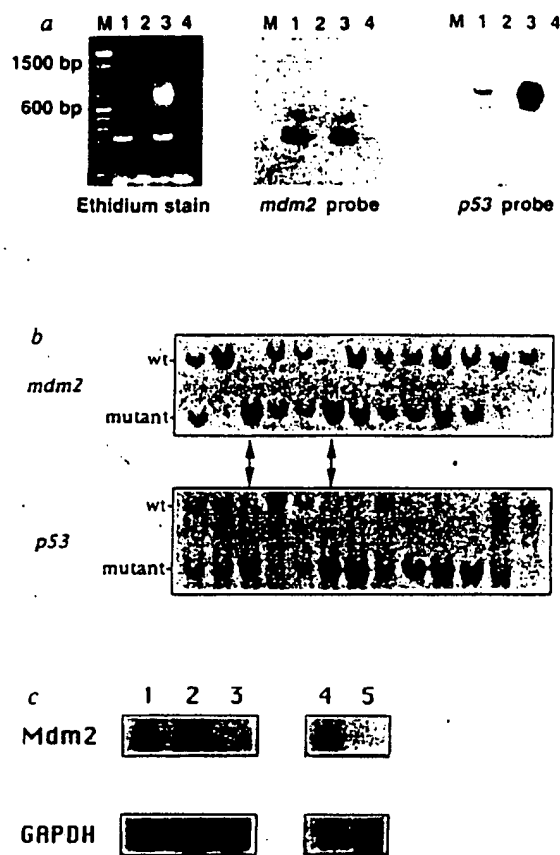 a M 1 2 3 4 M 1 2 3 4 M 1 2 3 4
1500 bp
600 bp
Ethidium stain mdm2 probe p53 probe
b
wt
mdm2
mutant
wt
p53
mutant
c 1 2 3 4 5
Mdm2
GAPDH